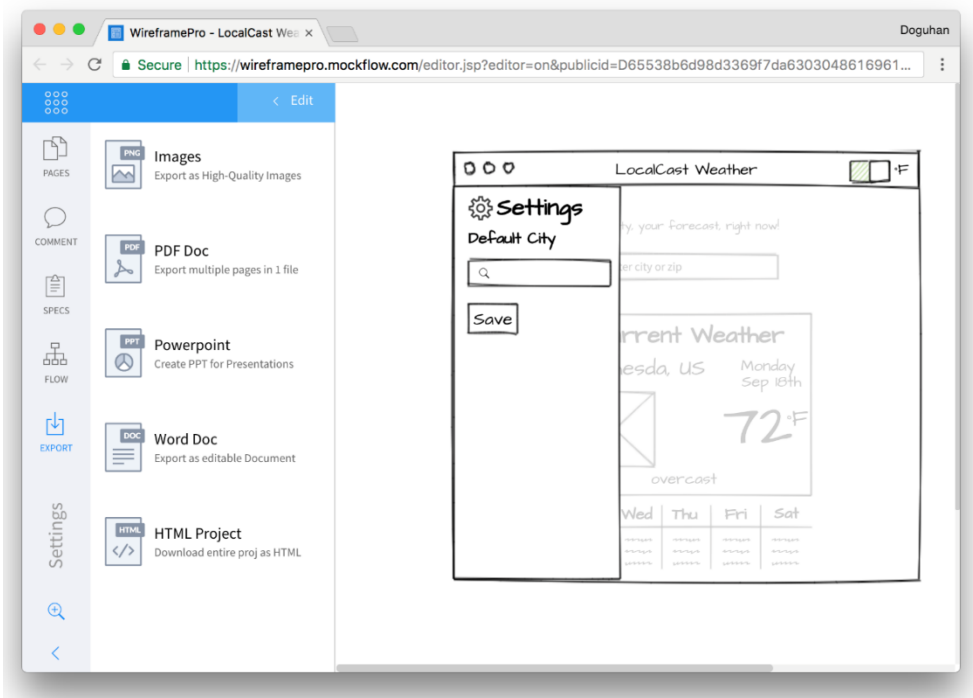 WireframePro - LocalCast Wea ×
Doguhan
Secure | https://wireframepro.mockflow.com/editor.jsp?editor=on&publicid=D65538b6d98d3369f7da6303048616961...
< Edit
PAGES
COMMENT
SPECS
FLOW
EXPORT
Settings
PNG
Images
Export as High-Quality Images
PDF
PDF Doc
Export multiple pages in 1 file
PPT
Powerpoint
Create PPT for Presentations
DOC
Word Doc
Export as editable Document
HTML
HTML Project
Download entire proj as HTML
LocalCast Weather
°F
Settings
Default City
Save
ty, your forecast, right now!
ter city or zip
rrent Weather
esda, US
Monday
Sep 18th
72°F
overcast
Wed Thu Fri Sat